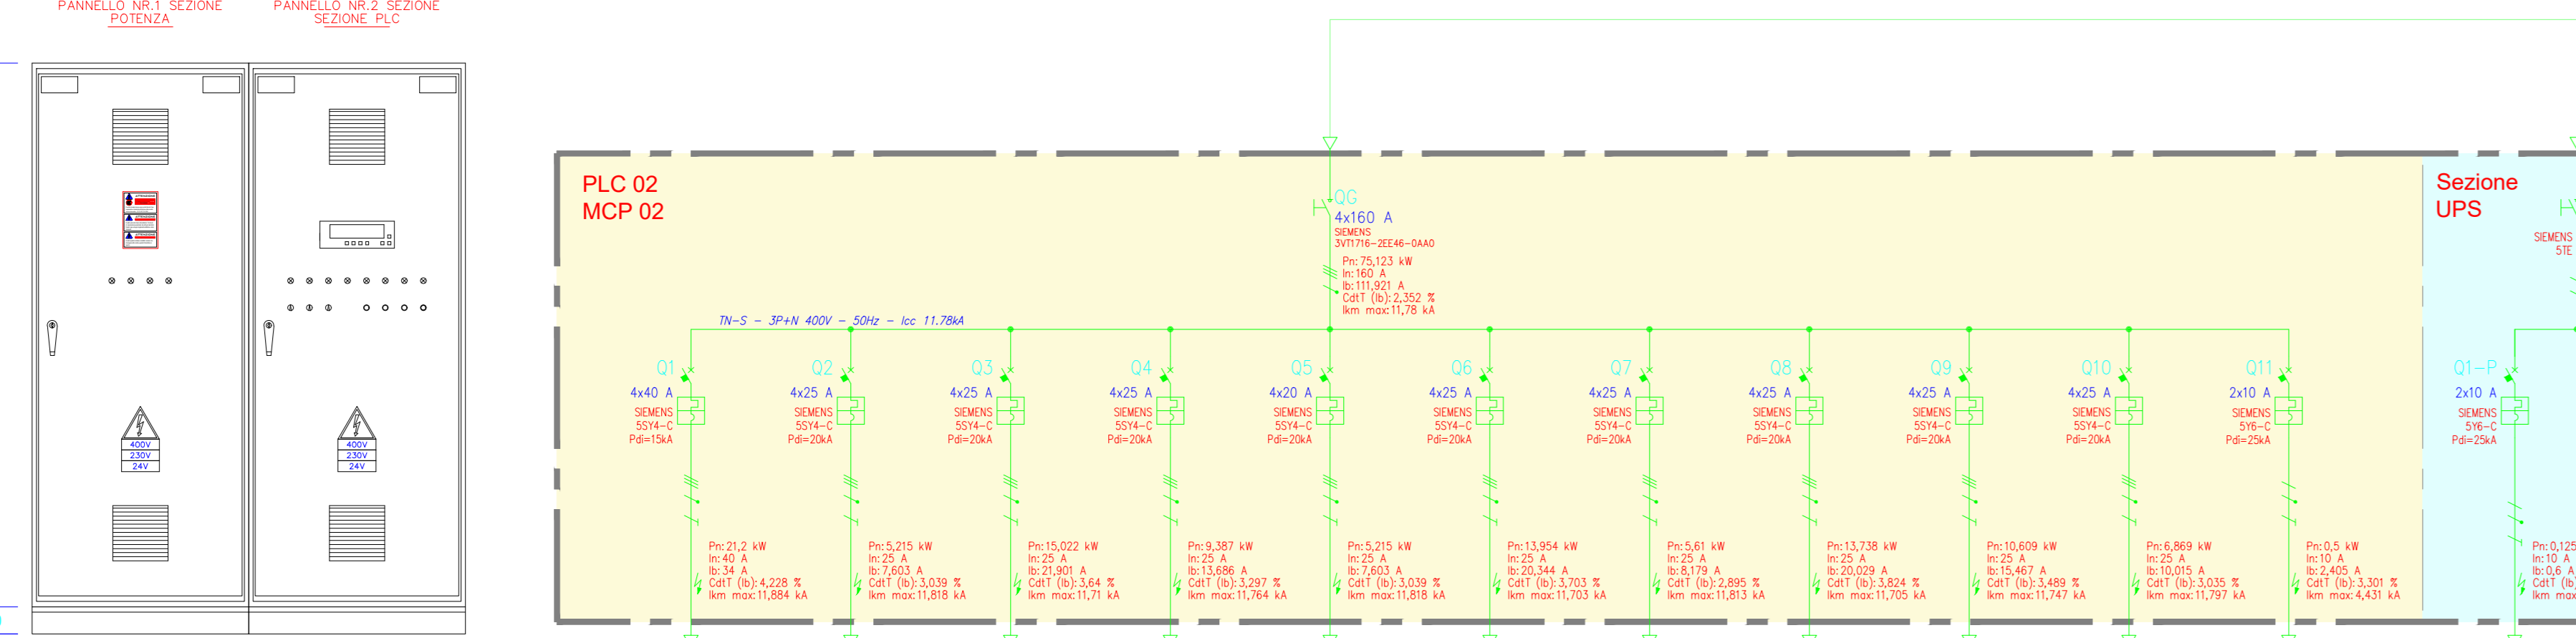 PANNELLO NR.1 SEZIONE
POTENZA
PANNELLO NR.2 SEZIONE
SEZIONE PLC
400V
230V
24V
400V
230V
24V
PLC 02
MCP 02
QG
4x160 A
SIEMENS
3VT1716-2EE46-0AA0
Pn: 75,123 kW
In: 160 A
Ib: 111,921 A
CdtT (Ib): 2,352 %
Ikm max: 11,78 kA
TN-S - 3P+N 400V - 50Hz - Icc 11.78kA
Q1
4x40 A
SIEMENS
5SY4-C
Pdi=15kA
Pn: 21,2 kW
In: 40 A
Ib: 34 A
CdtT (Ib): 4,228 %
Ikm max: 11,884 kA
Q2
4x25 A
SIEMENS
5SY4-C
Pdi=20kA
Pn: 5,215 kW
In: 25 A
Ib: 7,603 A
CdtT (Ib): 3,039 %
Ikm max: 11,818 kA
Q3
4x25 A
SIEMENS
5SY4-C
Pdi=20kA
Pn: 15,022 kW
In: 25 A
Ib: 21,901 A
CdtT (Ib): 3,64 %
Ikm max: 11,71 kA
Q4
4x25 A
SIEMENS
5SY4-C
Pdi=20kA
Pn: 9,387 kW
In: 25 A
Ib: 13,686 A
CdtT (Ib): 3,297 %
Ikm max: 11,764 kA
Q5
4x20 A
SIEMENS
5SY4-C
Pdi=20kA
Pn: 5,215 kW
In: 25 A
Ib: 7,603 A
CdtT (Ib): 3,039 %
Ikm max: 11,818 kA
Q6
4x25 A
SIEMENS
5SY4-C
Pdi=20kA
Pn: 13,954 kW
In: 25 A
Ib: 20,344 A
CdtT (Ib): 3,703 %
Ikm max: 11,703 kA
Q7
4x25 A
SIEMENS
5SY4-C
Pdi=20kA
Pn: 5,61 kW
In: 25 A
Ib: 8,179 A
CdtT (Ib): 2,895 %
Ikm max: 11,813 kA
Q8
4x25 A
SIEMENS
5SY4-C
Pdi=20kA
Pn: 13,738 kW
In: 25 A
Ib: 20,029 A
CdtT (Ib): 3,824 %
Ikm max: 11,705 kA
Q9
4x25 A
SIEMENS
5SY4-C
Pdi=20kA
Pn: 10,609 kW
In: 25 A
Ib: 15,467 A
CdtT (Ib): 3,489 %
Ikm max: 11,747 kA
Q10
4x25 A
SIEMENS
5SY4-C
Pdi=20kA
Pn: 6,869 kW
In: 25 A
Ib: 10,015 A
CdtT (Ib): 3,035 %
Ikm max: 11,797 kA
Q11
2x10 A
SIEMENS
5Y6-C
Pdi=25kA
Pn: 0,5 kW
In: 10 A
Ib: 2,405 A
CdtT (Ib): 3,301 %
Ikm max: 4,431 kA
Sezione
UPS
SIEMENS
5TE
Q1-P
2x10 A
SIEMENS
5Y6-C
Pdi=25kA
Pn: 0,125
In: 10 A
Ib: 0,6 A
CdtT (Ib)
Ikm max